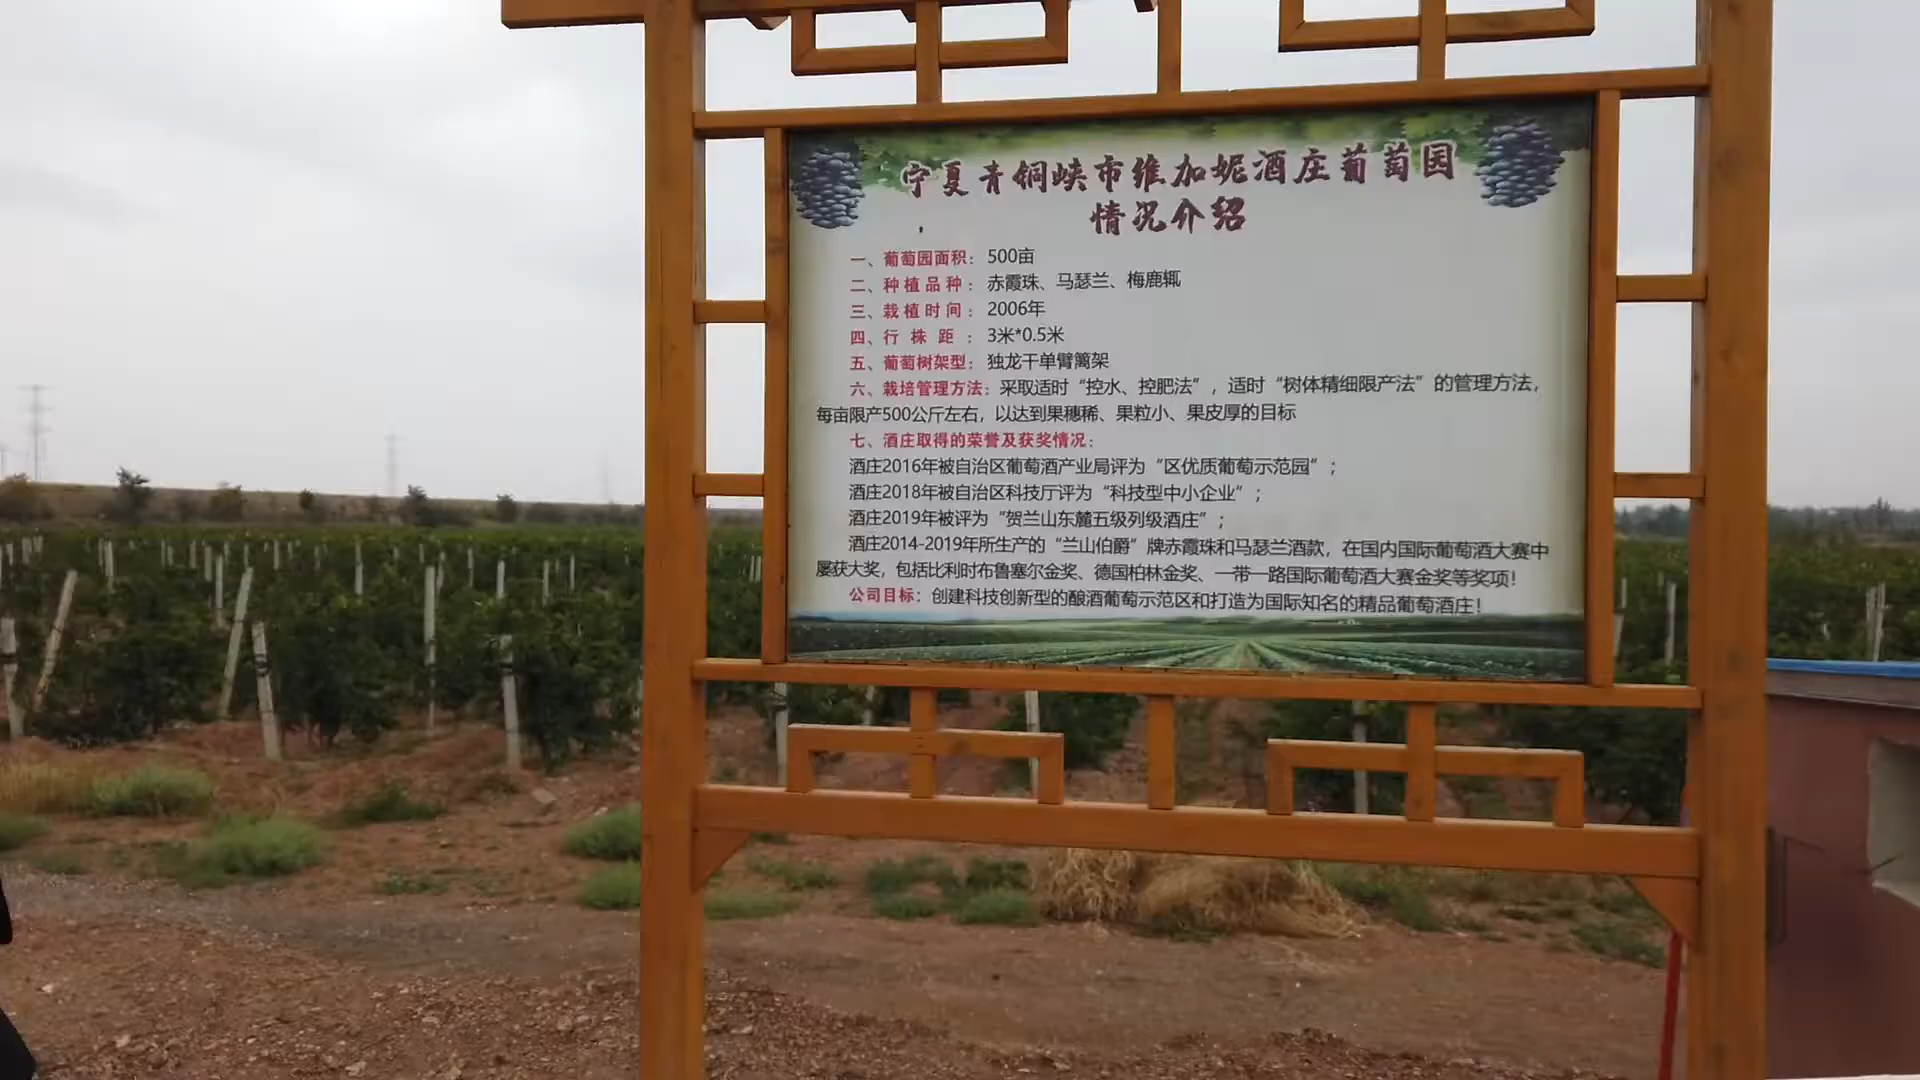 宁夏青铜峡市维加妮酒庄葡萄园
情况介绍
一、葡萄园面积：500亩
二、种植品种：赤霞珠、马瑟兰、梅鹿辄
三、栽植时间：2006年
四、行株距：3米*0.5米
五、葡萄树架型：独龙干单臂篱架
六、栽培管理方法：采取适时“控水、控肥法”，适时“树体精细限产法”的管理方法，
每亩限产500公斤左右，以达到果穗稀、果粒小、果皮厚的目标
七、酒庄取得的荣誉及获奖情况：
酒庄2016年被自治区葡萄酒产业局评为“区优质葡萄示范园”；
酒庄2018年被自治区科技厅评为“科技型中小企业”；
酒庄2019年被评为“贺兰山东麓五级列级酒庄”；
酒庄2014-2019年所生产的“兰山伯爵”牌赤霞珠和马瑟兰酒款，在国内国际葡萄酒大赛中
屡获大奖，包括比利时布鲁塞尔金奖、德国柏林金奖、一带一路国际葡萄酒大赛金奖等奖项！
公司目标：创建科技创新型的酿酒葡萄示范区和打造为国际知名的精品葡萄酒庄！